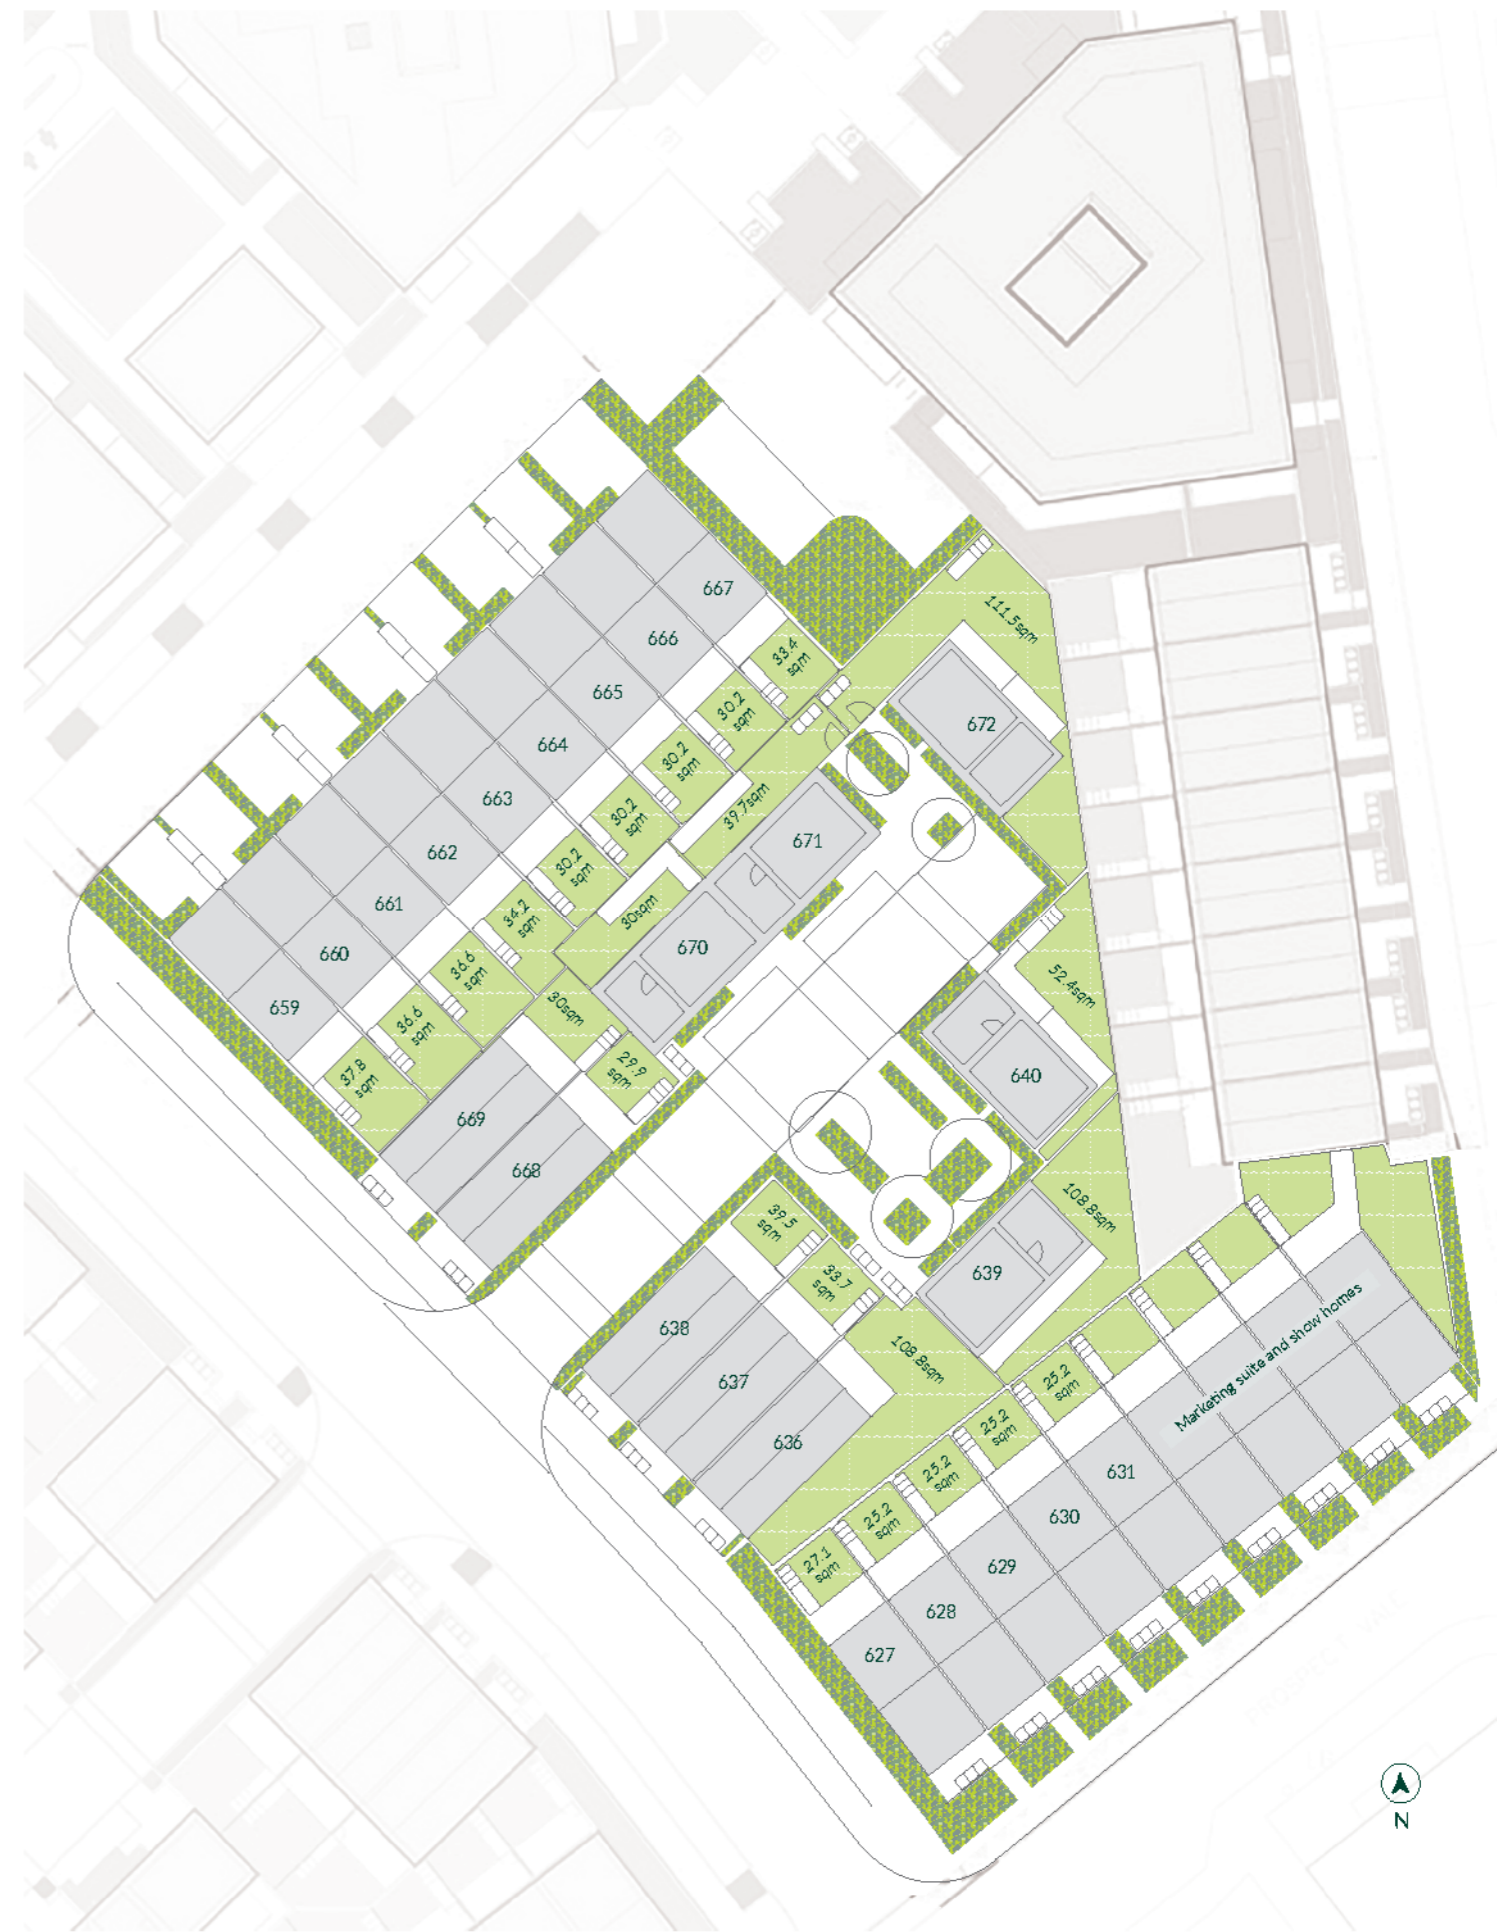 667
666
665
664
663
662
661
660
659
33.4
sqm
30.2
sqm
30.2
sqm
30.2
sqm
30.2
sqm
34.2
sqm
36.6
sqm
36.6
sqm
37.8
sqm
111.5sqm
672
39.7sqm
671
30sqm
670
30sqm
29.9
sqm
669
668
52.4sqm
640
108.8sqm
639
39.5
sqm
33.7
sqm
638
637
636
108.8sqm
25.2
sqm
25.2
sqm
25.2
sqm
25.2
sqm
27.1
sqm
Marketing suite and show homes
631
630
629
628
627
N